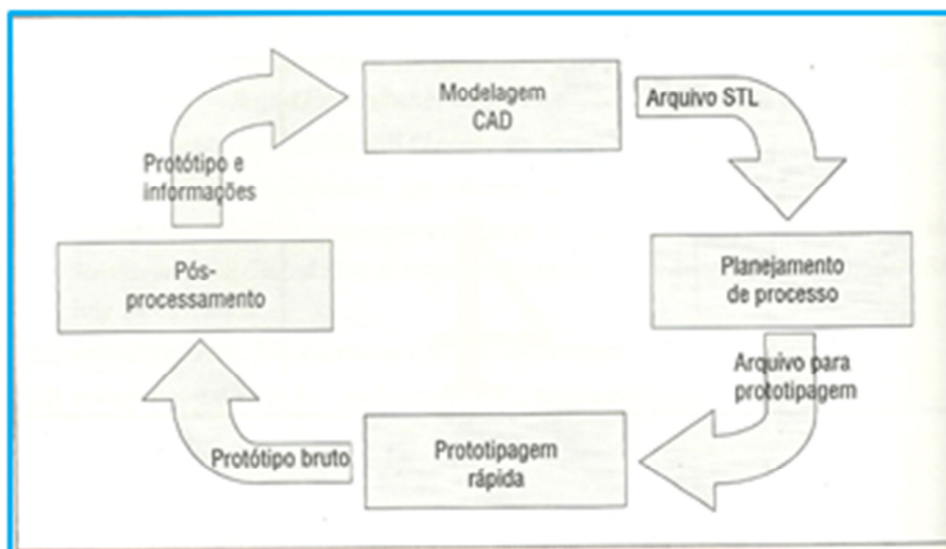 Modelagem
CAD
Arquivo STL
Protótipo e
informações
Pós-
processamento
Planejamento
de processo
Arquivo para
prototipagem
Protótipo bruto
Prototipagem
rápida